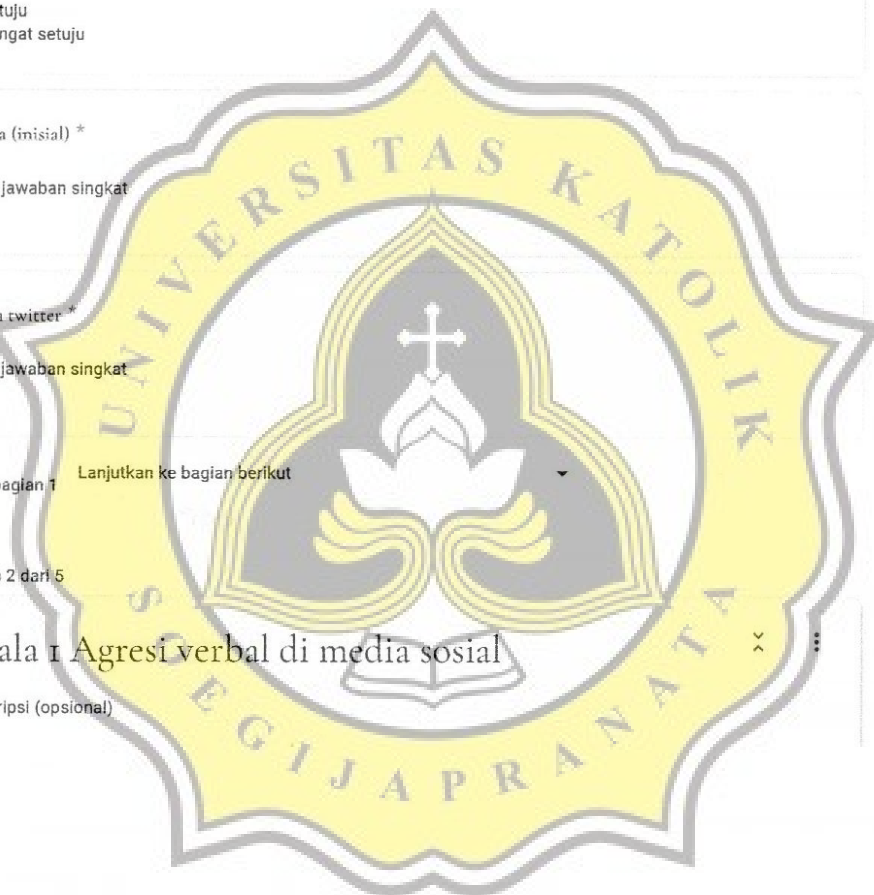 tuju
ngat setuju
a (inisial) *
jawaban singkat
n twitter *
jawaban singkat
bagian 1 Lanjutkan ke bagian berikut
2 dari 5
ala 1 Agresi verbal di media sosial
ripsi (opsional)
UNIVERSITAS KATOLIK
SOEGIJAPRANATA